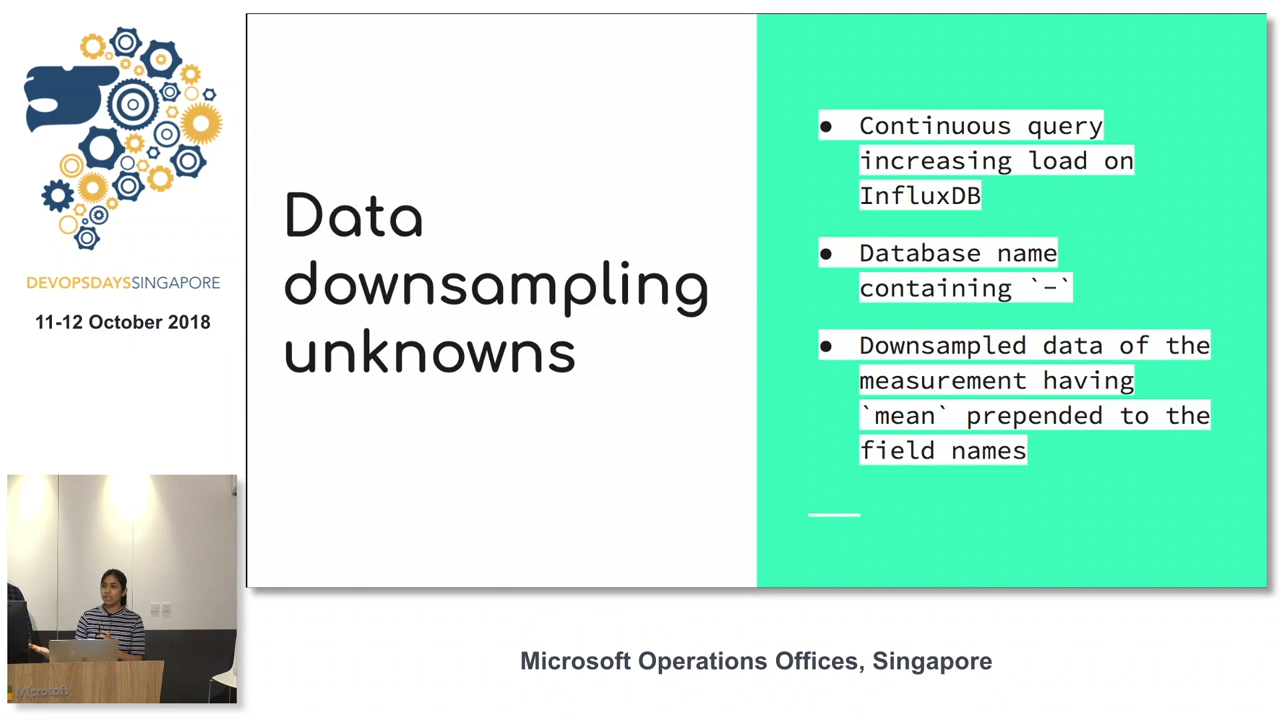 DEVOPSDAYSSINGAPORE
11-12 October 2018
Data
downsampling
unknowns
● Continuous query
increasing load on
InfluxDB
● Database name
containing `-`
● Downsampled data of the
measurement having
`mean` prepended to the
field names
Microsoft
Microsoft Operations Offices, Singapore